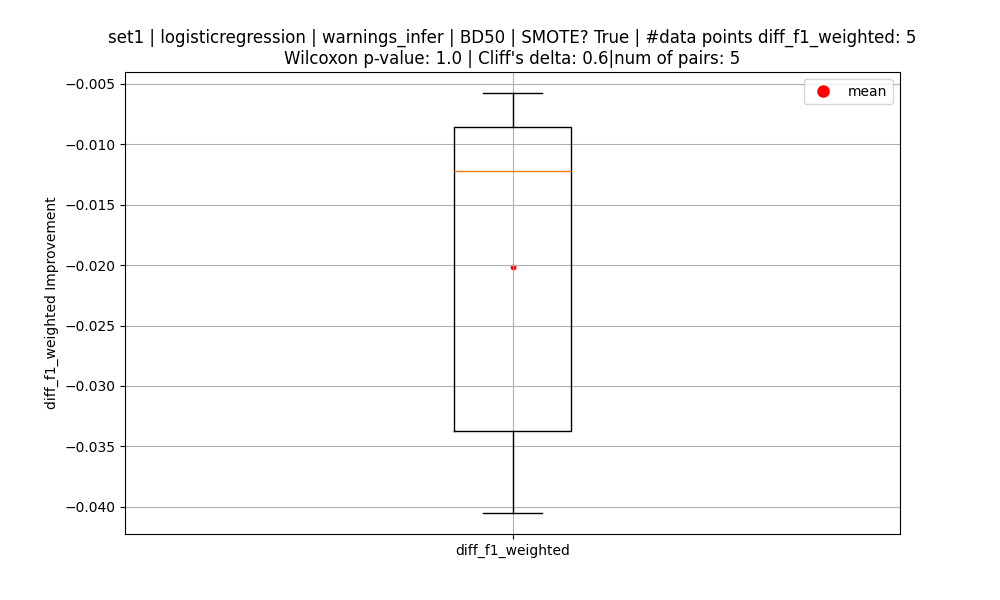 set1 | logisticregression | warnings_infer | BD50 | SMOTE? True | #data points diff_f1_weighted: 5
Wilcoxon p-value: 1.0 | Cliff's delta: 0.6|num of pairs: 5
mean
−0.005
−0.010
−0.015
−0.020
−0.025
−0.030
−0.035
−0.040
diff_f1_weighted Improvement
diff_f1_weighted